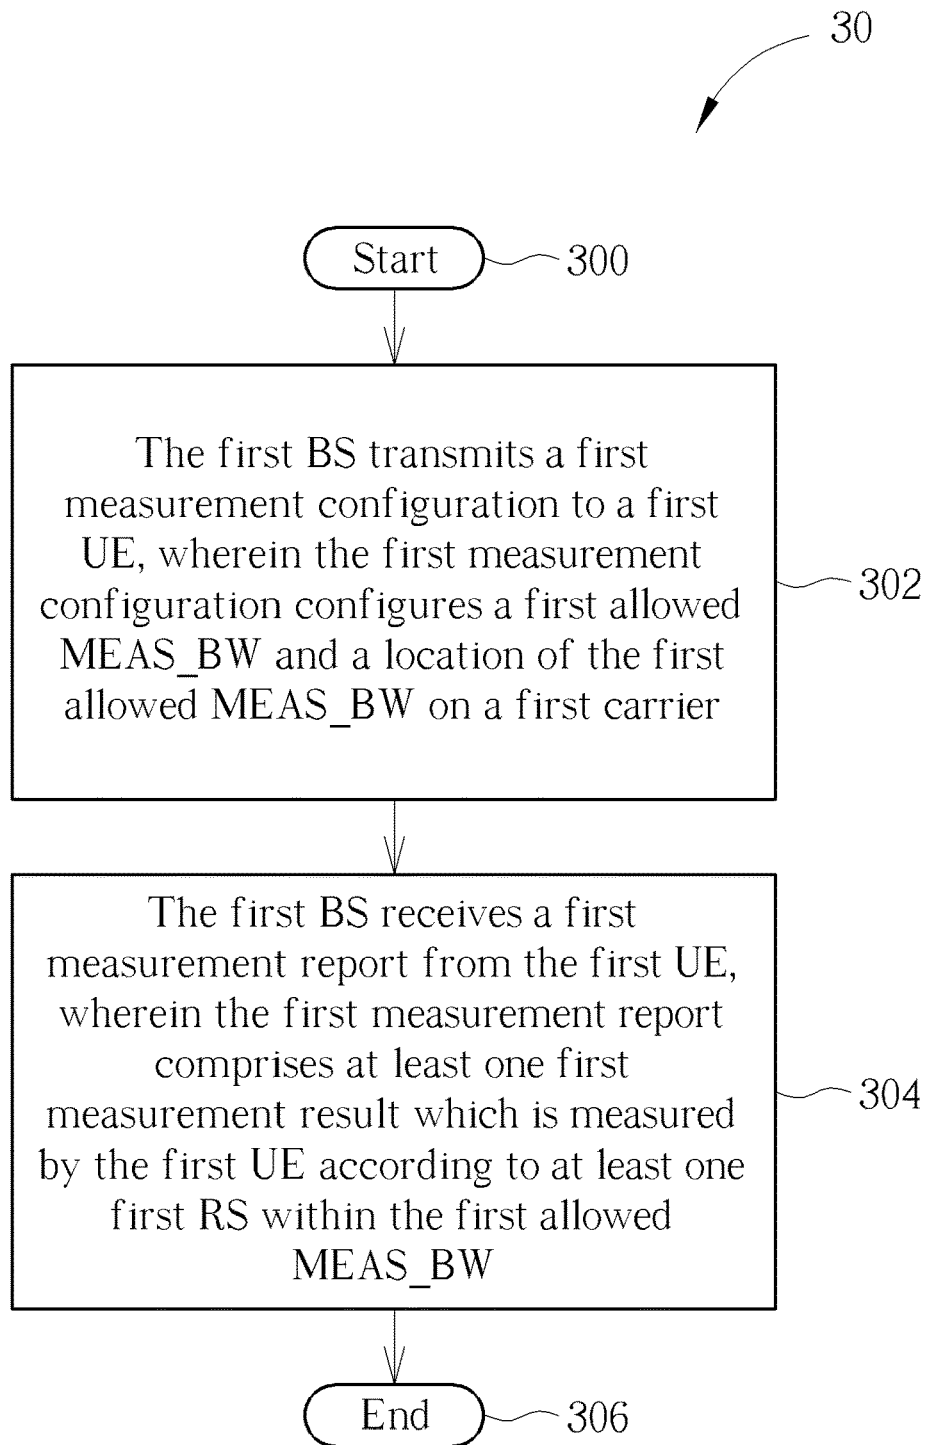 30
Start
300
The first BS transmits a first
measurement configuration to a first
UE, wherein the first measurement
configuration configures a first allowed
MEAS_BW and a location of the first
allowed MEAS_BW on a first carrier
302
The first BS receives a first
measurement report from the first UE,
wherein the first measurement report
comprises at least one first
measurement result which is measured
by the first UE according to at least one
first RS within the first allowed
MEAS_BW
304
End
306